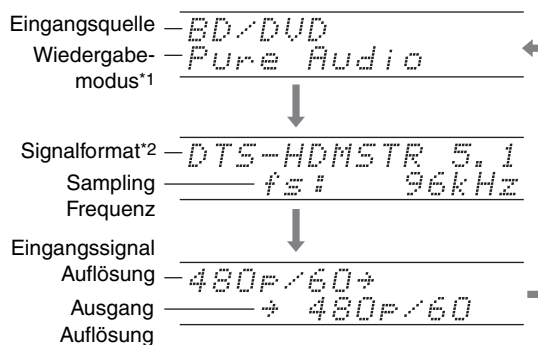 Eingangsquelle
BD/DVD
Wiedergabe-
modus*1
Pure Audio
Signalformat*2
DTS-HDMSTR 5.1
Sampling
Frequenz
fs: 96kHz
Eingangssignal
Auflösung
480p/60→
Ausgang
Auflösung
→ 480p/60